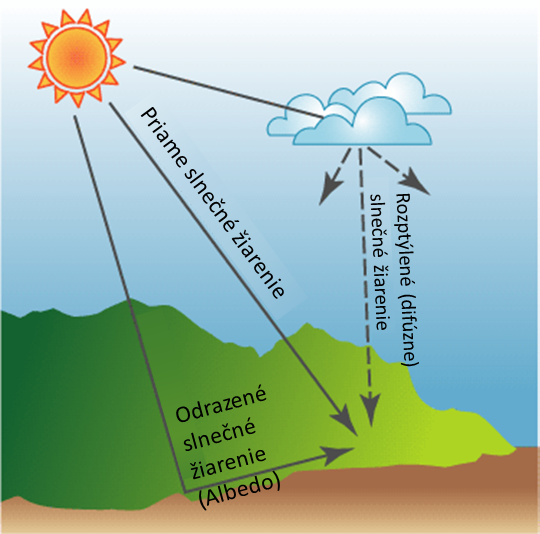 Priame slnečné žiarenie
Rozptýlené (difúzne)
slnečné žiarenie
Odrazené
slnečné
žiarenie
(Albedo)